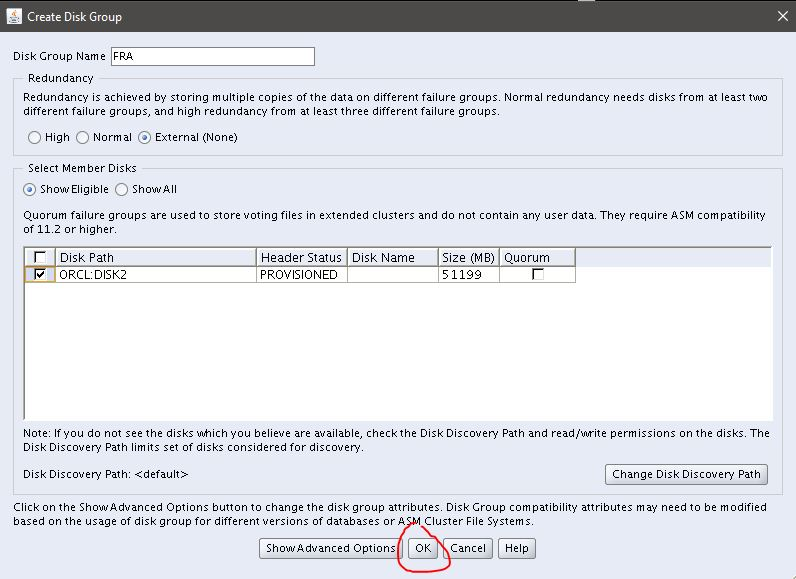 Create Disk Group
Disk Group Name FRA
Redundancy
Redundancy is achieved by storing multiple copies of the data on different failure groups. Normal redundancy needs disks from at least two
different failure groups, and high redundancy from at least three different failure groups.
High Normal External (None)
Select Member Disks
Show Eligible Show All
Quorum failure groups are used to store voting files in extended clusters and do not contain any user data. They require ASM compatibility
of 11.2 or higher.
Disk Path Header Status Disk Name Size (MB) Quorum
ORCL:DISK2 PROVISIONED 51199
Note: If you do not see the disks which you believe are available, check the Disk Discovery Path and read/write permissions on the disks. The
Disk Discovery Path limits set of disks considered for discovery.
Disk Discovery Path: <default> Change Disk Discovery Path
Click on the Show Advanced Options button to change the disk group attributes. Disk Group compatibility attributes may need to be modified
based on the usage of disk group for different versions of databases or ASM Cluster File Systems.
Show Advanced Options OK Cancel Help